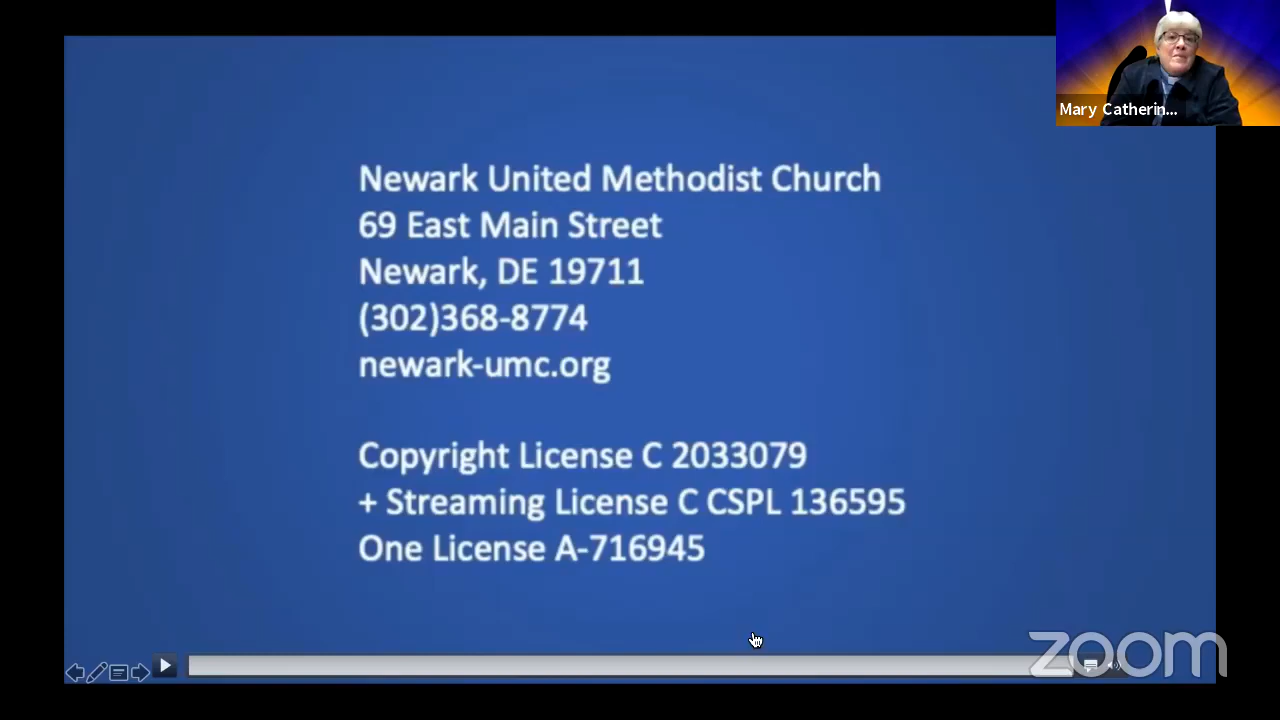 Mary Catherin...
Newark United Methodist Church
69 East Main Street
Newark, DE 19711
(302)368-8774
newark-umc.org
Copyright License C 2033079
+ Streaming License C CSPL 136595
One License A-716945
zoom